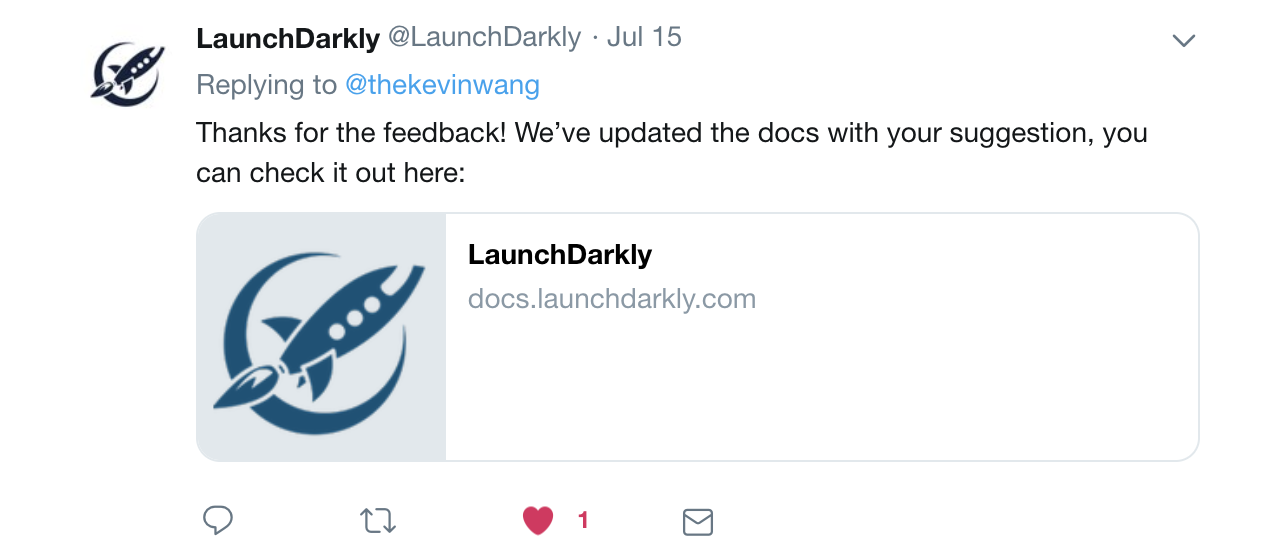 LaunchDarkly @LaunchDarkly · Jul 15
Replying to @thekevinwang
Thanks for the feedback! We’ve updated the docs with your suggestion, you
can check it out here:
LaunchDarkly
docs.launchdarkly.com
1